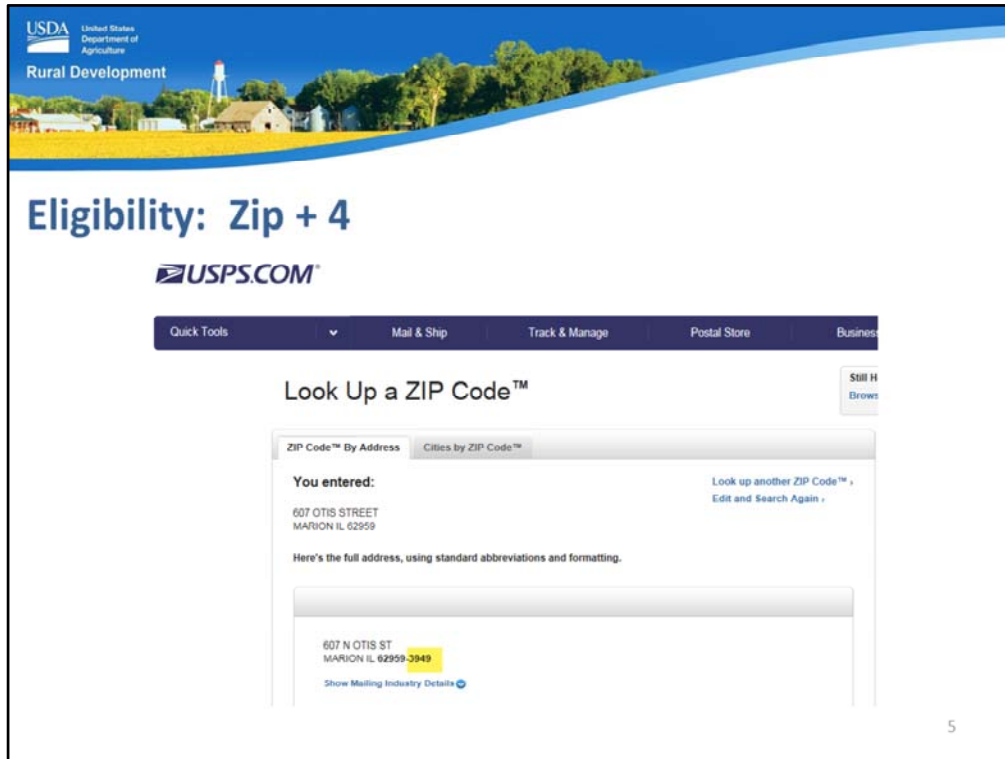 USDA United States
Department of
Agriculture
Rural Development
Eligibility: Zip + 4
USPS.COM®
Quick Tools Mail & Ship Track & Manage Postal Store Business
Look Up a ZIP Code™
Still H
Brows
ZIP Code™ By Address Cities by ZIP Code™
You entered:
Look up another ZIP Code™ ›
Edit and Search Again ›
607 OTIS STREET
MARION IL 62959
Here's the full address, using standard abbreviations and formatting.
607 N OTIS ST
MARION IL 62959-3949
Show Mailing Industry Details
5